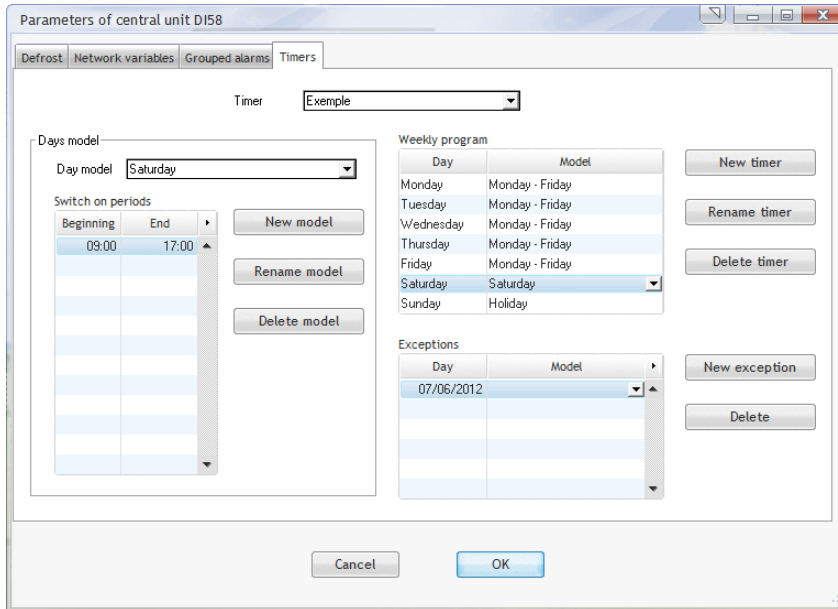 Parameters of central unit DI58
Defrost Network variables Grouped alarms Timers
Timer Exemple
Days model
Day model Saturday
Switch on periods
Beginning End
09:00 17:00
New model
Rename model
Delete model
Weekly program
Day Model
Monday Monday - Friday
Tuesday Monday - Friday
Wednesday Monday - Friday
Thursday Monday - Friday
Friday Monday - Friday
Saturday Saturday
Sunday Holiday
New timer
Rename timer
Delete timer
Exceptions
Day Model
07/06/2012
New exception
Delete
Cancel OK